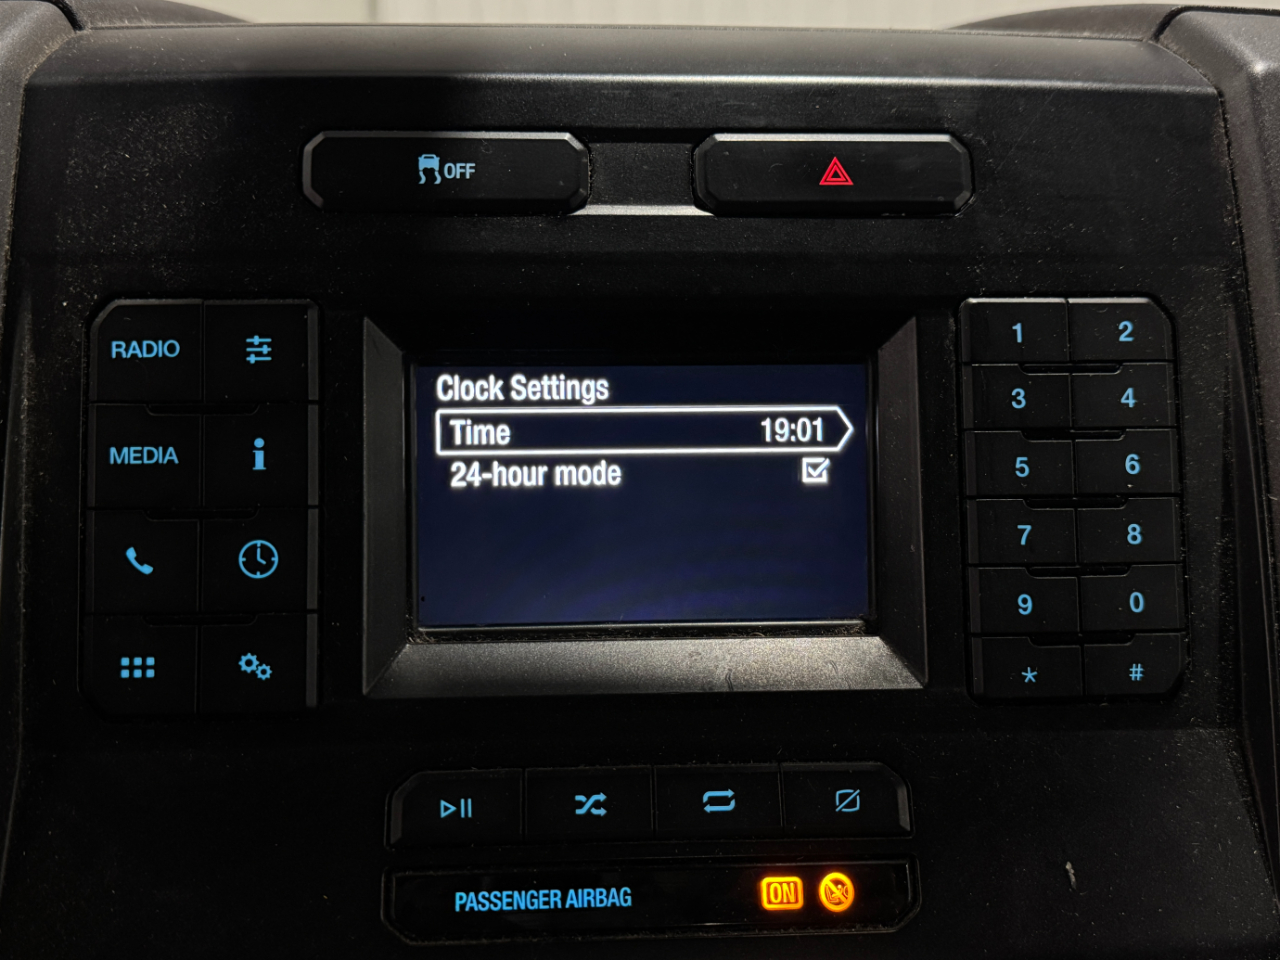 OFF
RADIO
MEDIA
i
Clock Settings
Time 19:01
24-hour mode
1 2
3 4
5 6
7 8
9 0
* #
PASSENGER AIRBAG ON